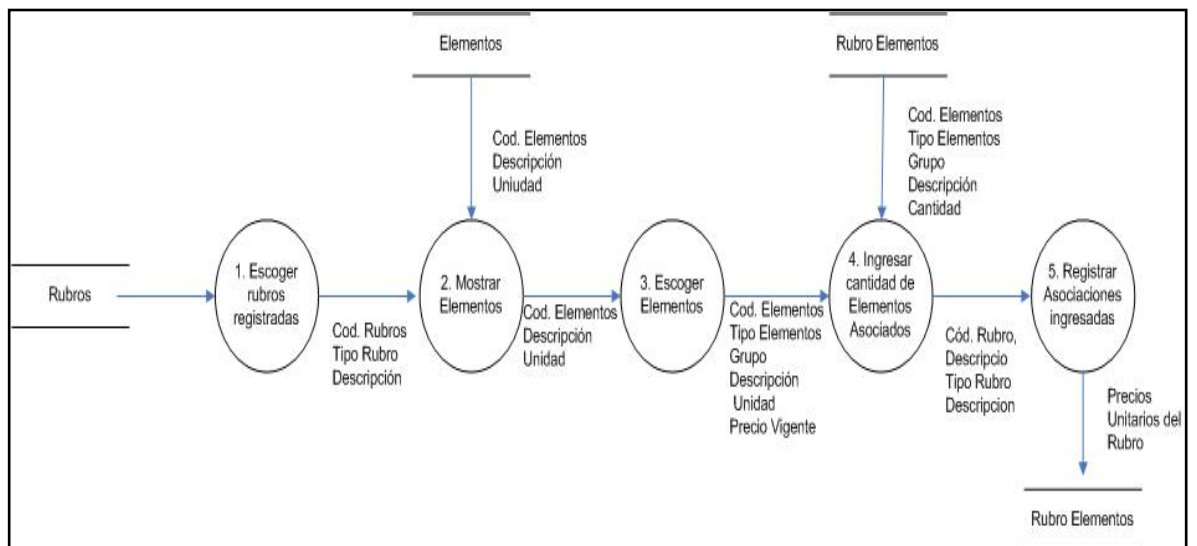 Elementos
Rubro Elementos
Cod. Elementos
Descripción
Uniudad
Cod. Elementos
Tipo Elementos
Grupo
Descripción
Cantidad
Rubros
1. Escoger
rubros
registradas
Cod. Rubros
Tipo Rubro
Descripción
2. Mostrar
Elementos
Cod. Elementos
Descripción
Unidad
3. Escoger
Elementos
Cod. Elementos
Tipo Elementos
Grupo
Descripción
Unidad
Precio Vigente
4. Ingresar
cantidad de
Elementos
Asociados
Cód. Rubro,
Descripcio
Tipo Rubro
Descripcion
5. Registrar
Asociaciones
ingresadas
Precios
Unitarios del
Rubro
Rubro Elementos